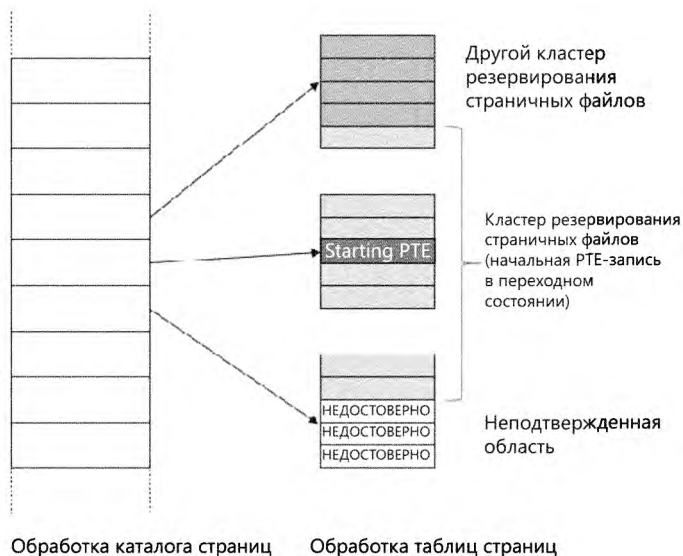 Другой кластер
резервирования
страничных файлов
Кластер резервирования
страничных файлов
(начальная PTE-запись
в переходном
состоянии)
Starting PTE
НЕДОСТОВЕРНО
НЕДОСТОВЕРНО
НЕДОСТОВЕРНО
Неподтвержденная
область
Обработка каталога страниц
Обработка таблиц страниц